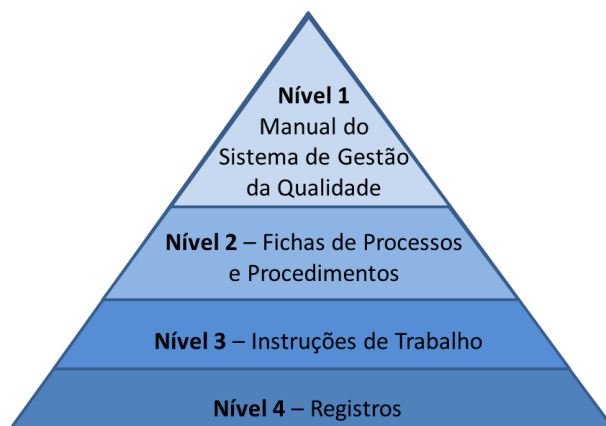 Nível 1
Manual do
Sistema de Gestão
da Qualidade
Nível 2 – Fichas de Processos
e Procedimentos
Nível 3 – Instruções de Trabalho
Nível 4 – Registros